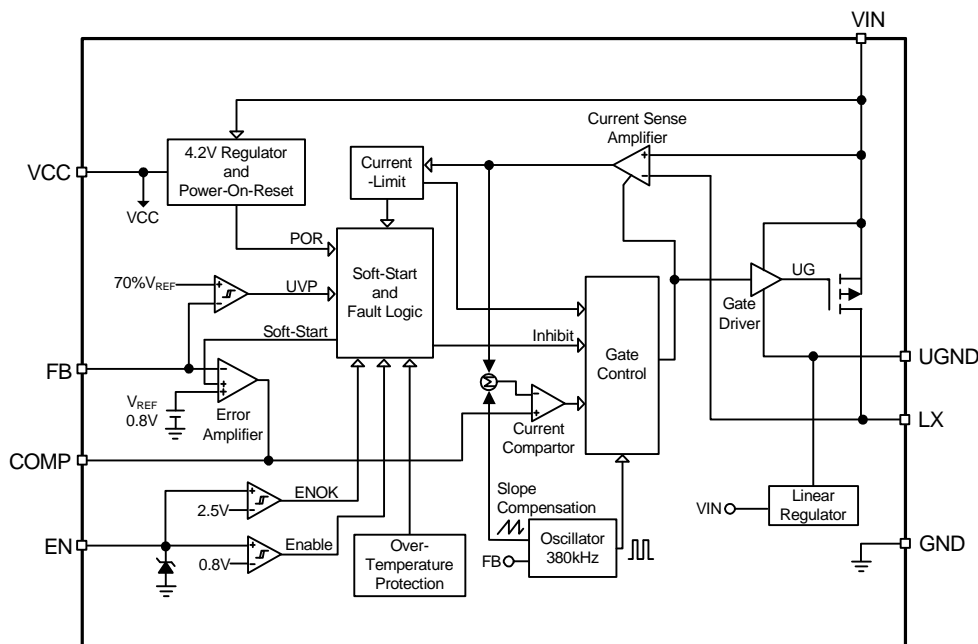 VIN
Current Sense
Amplifier
4.2V Regulator
and
Power-On-Reset
Current
-Limit
VCC
VCC
POR
Soft-Start
and
Fault Logic
UG
Gate
Driver
70%VREF
UVP
Soft-Start
Inhibit
Gate
Control
UGND
FB
VREF
0.8V
Error
Amplifier
Σ
Current
Compartor
LX
COMP
ENOK
2.5V
Slope
Compensation
VIN
Linear
Regulator
EN
Enable
0.8V
Over-
Temperature
Protection
Oscillator
380kHz
FB
GND